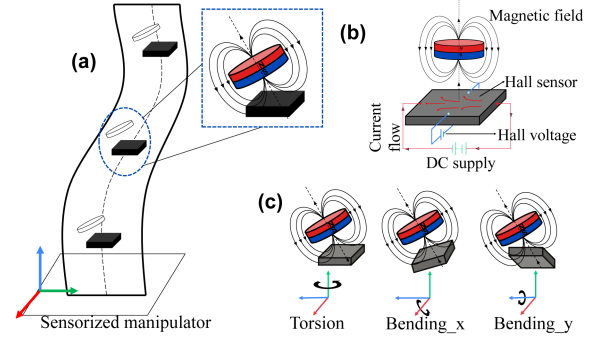 (a)
Sensorized manipulator
(b)
Magnetic field
Hall sensor
Current
flow
Hall voltage
DC supply
(c)
Torsion
Bending_x
Bending_y